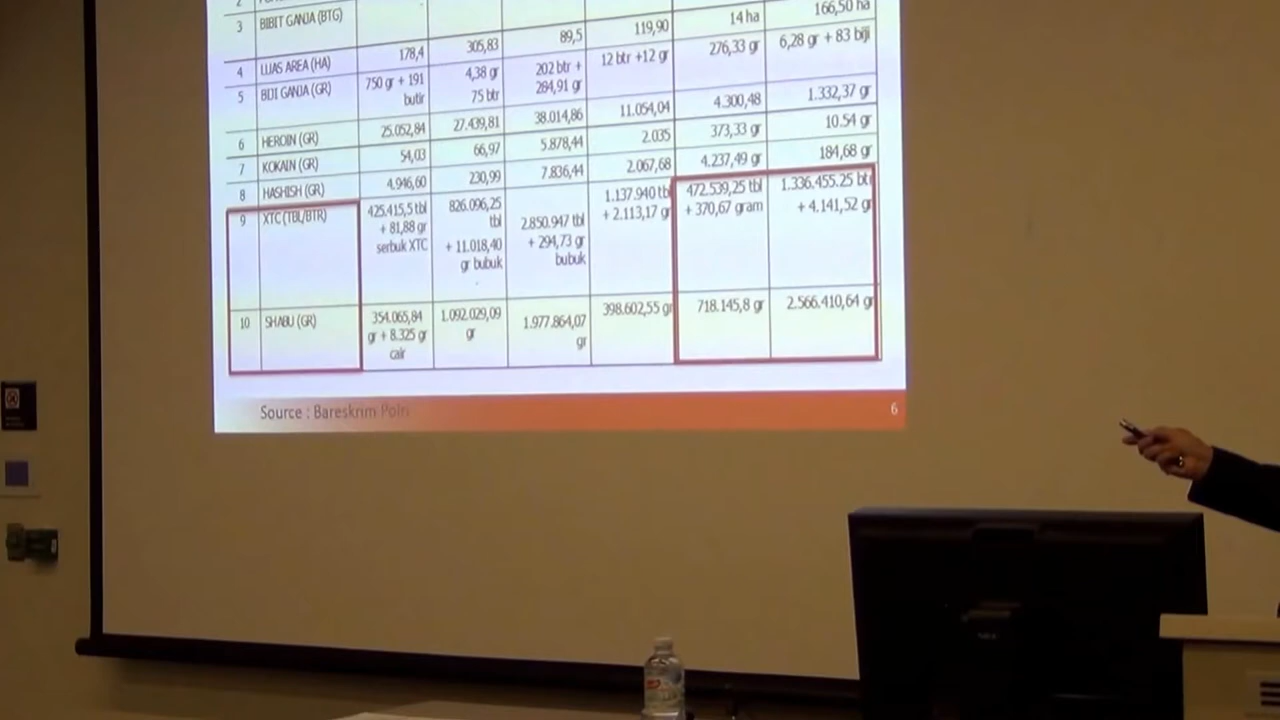 3 BIBIT GANJA (BTG)
4 LUAS AREA (HA) 178,4 305,83 89,5 119,90 14 ha 166,50 ha
5 BIJI GANJA (GR) 750 gr + 191 4,38 gr 202 btr + 12 btr +12 gr 276,33 gr 6,28 gr + 83 biji
butir 75 btr 284,91 gr
6 HEROIN (GR) 25.052,84 27.439,81 38.014,86 11.054,04 4.300,48 1.332,37 gr
7 KOKAIN (GR) 54,03 66,97 5.878,44 2.035 373,33 gr 10.54 gr
8 HASHISH (GR) 4.946,60 230,99 7.836,44 2.067,68 4.237,49 gr 184,68 gr
9 XTC (TBL/BTR) 425.415,5 tbl 826.096,25 2.850.947 tbl 1.137.940 tbl 472.539,25 tbl 1.336.455.25 btr
+ 81,88 gr tbl + 294,73 gr + 2.113,17 gr + 370,67 gram + 4.141,52 gr
serbuk XTC + 11.018,40 bubuk
gr bubuk
10 SHABU (GR) 354.065,84 1.092.029,09 1.977.864,07 398.602,55 gr 718.145,8 gr 2.566.410,64 gr
gr + 8.325 gr gr gr
cair
Source : Bareskrim Polri 6